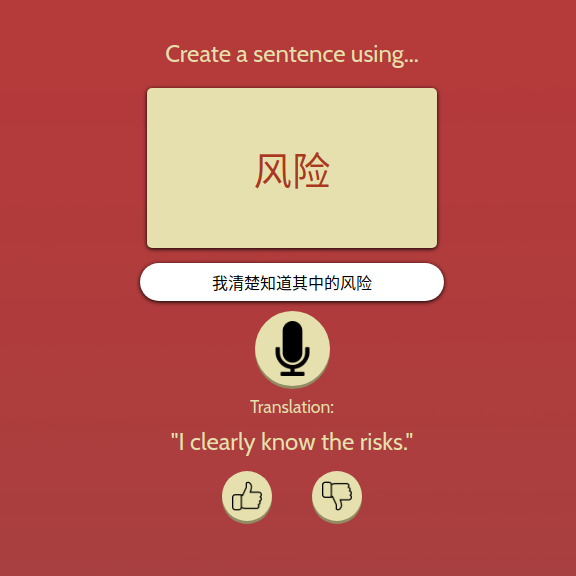 Create a sentence using...
风险
我清楚知道其中的风险
Translation:
"I clearly know the risks."